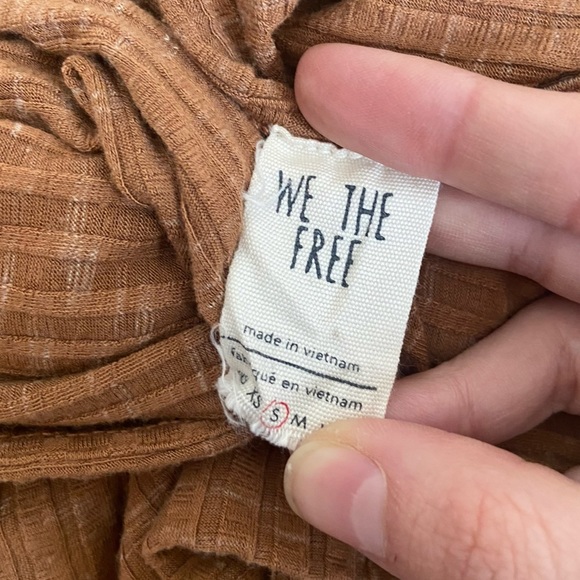 WE THE
FREE
made in vietnam
fabriqué en vietnam
XS S M